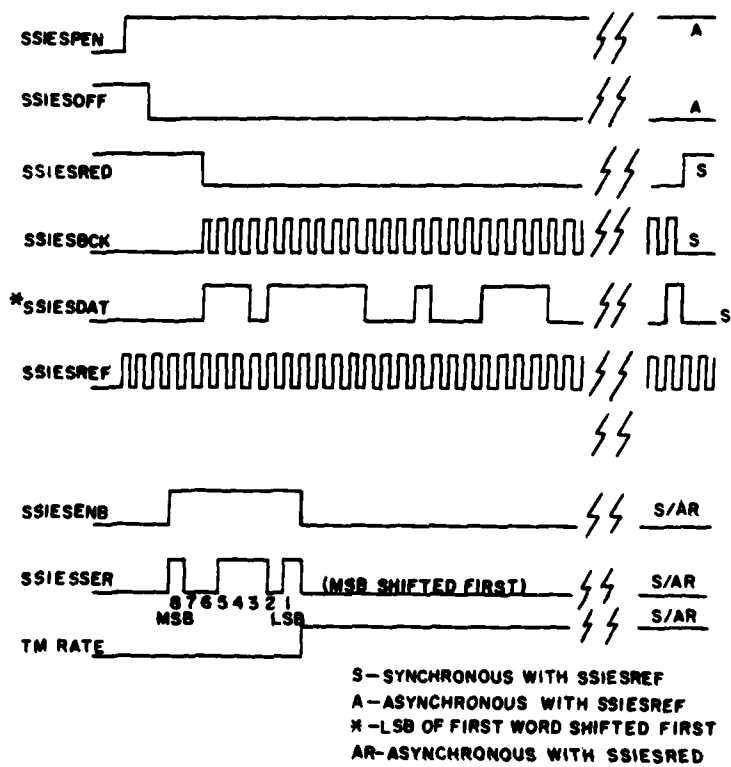 SSIESPEN A
SSIESOFF A
SSIESRED S
SSIESBCK S
*SSIESDAT S
SSIESREF
SSIESENB S/AR
SSIESSER (MSB SHIFTED FIRST) S/AR
8 7 6 5 4 3 2 1
MSB LSB
TM RATE S/AR
S-SYNCHRONOUS WITH SSIESREF
A-ASYNCHRONOUS WITH SSIESREF
* -LSB OF FIRST WORD SHIFTED FIRST
AR-ASYNCHRONOUS WITH SSIESRED